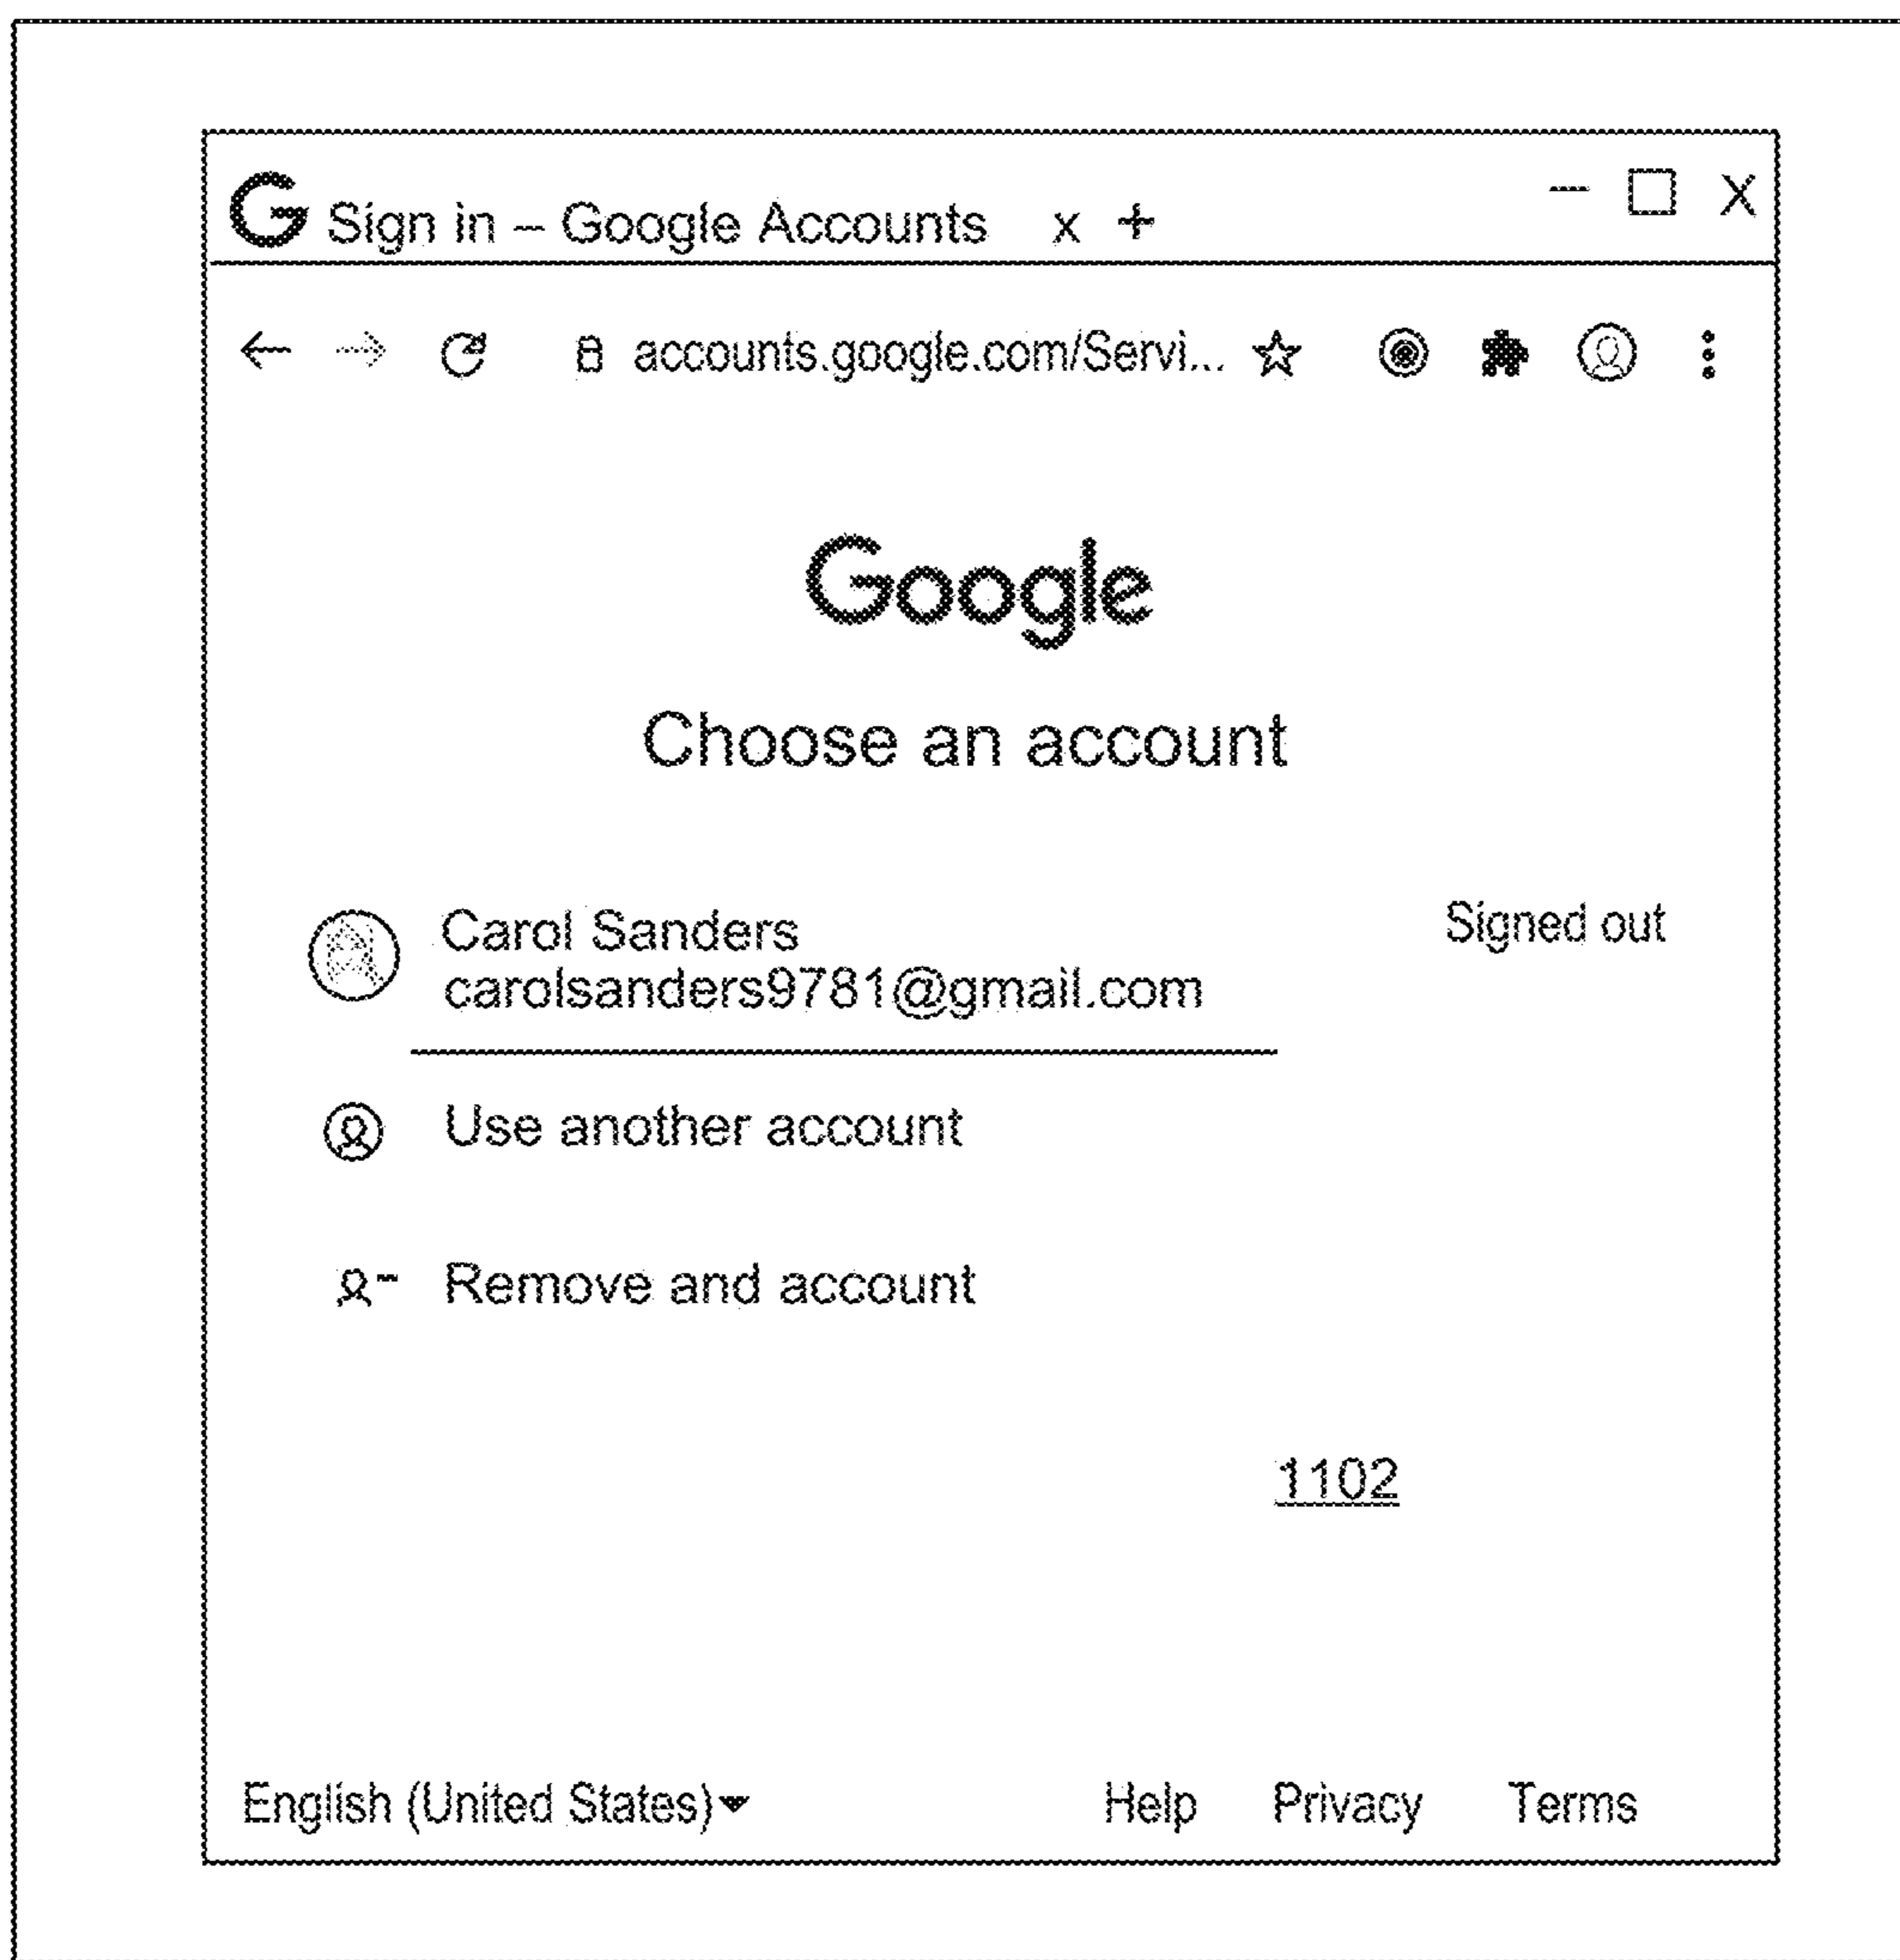 G Sign in – Google Accounts x + – X
accounts.google.com/Servi...
Google
Choose an account
Carol Sanders Signed out
carolsanders9781@gmail.com
Use another account
Remove and account
1102
English (United States) Help Privacy Terms